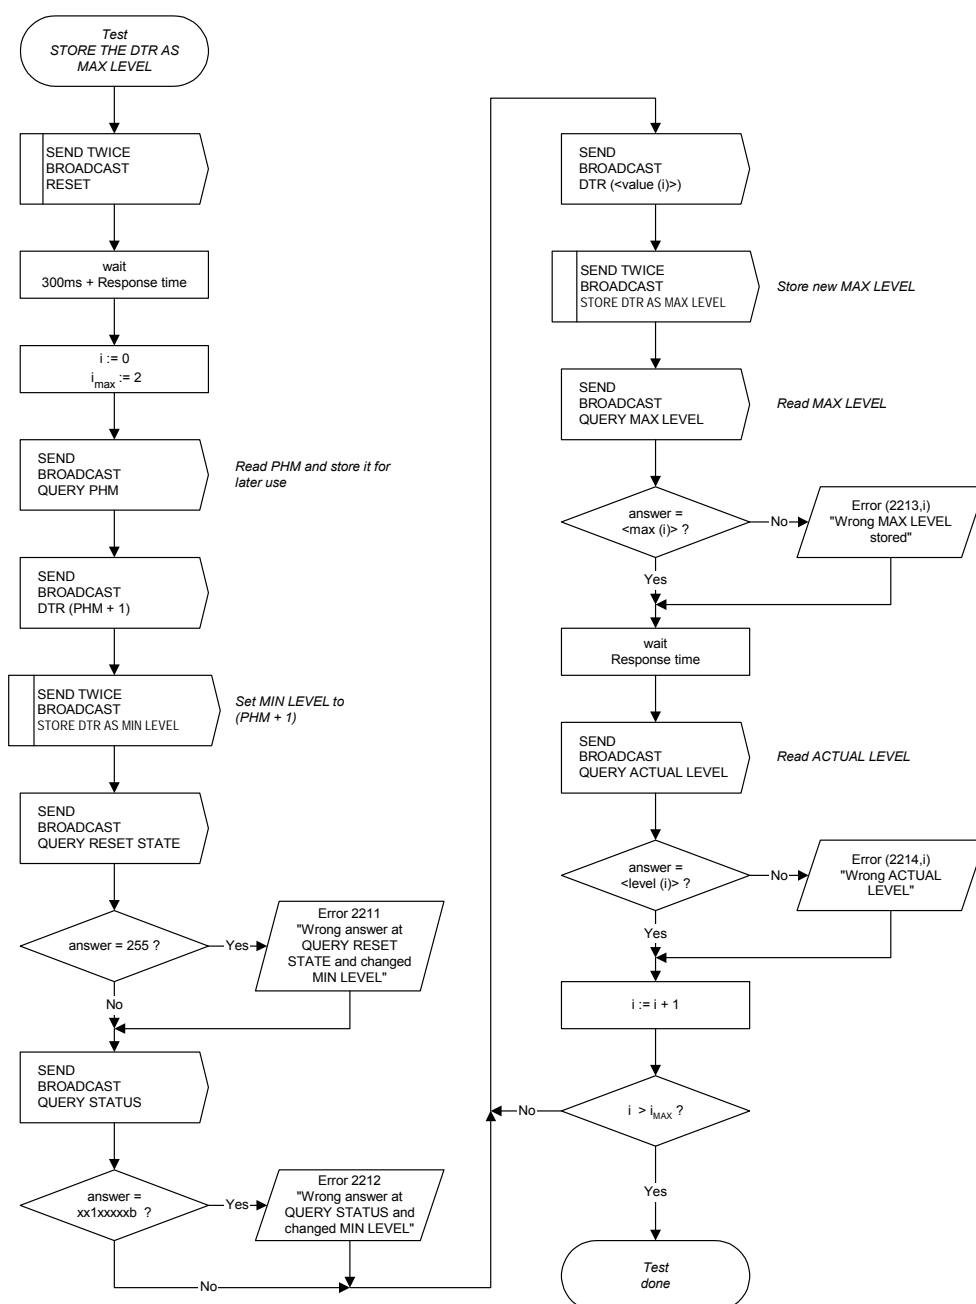 Test
STORE THE DTR AS
MAX LEVEL
SEND TWICE
BROADCAST
RESET
wait
300ms + Response time
i := 0
imax := 2
SEND
BROADCAST
QUERY PHM
Read PHM and store it for
later use
SEND
BROADCAST
DTR (PHM + 1)
SEND TWICE
BROADCAST
STORE DTR AS MIN LEVEL
Set MIN LEVEL to
(PHM + 1)
SEND
BROADCAST
QUERY RESET STATE
answer = 255 ?
Yes
Error 2211
"Wrong answer at
QUERY RESET
STATE and changed
MIN LEVEL"
No
SEND
BROADCAST
QUERY STATUS
answer =
xx1xxxxxb ?
Yes
Error 2212
"Wrong answer at
QUERY STATUS and
changed MIN LEVEL"
No
SEND
BROADCAST
DTR (<value (i)>)
SEND TWICE
BROADCAST
STORE DTR AS MAX LEVEL
Store new MAX LEVEL
SEND
BROADCAST
QUERY MAX LEVEL
Read MAX LEVEL
answer =
<max (i)> ?
No
Error (2213,i)
"Wrong MAX LEVEL
stored"
Yes
wait
Response time
SEND
BROADCAST
QUERY ACTUAL LEVEL
Read ACTUAL LEVEL
answer =
<level (i)> ?
No
Error (2214,i)
"Wrong ACTUAL
LEVEL"
Yes
i := i + 1
i > iMAX ?
No
Yes
Test
done